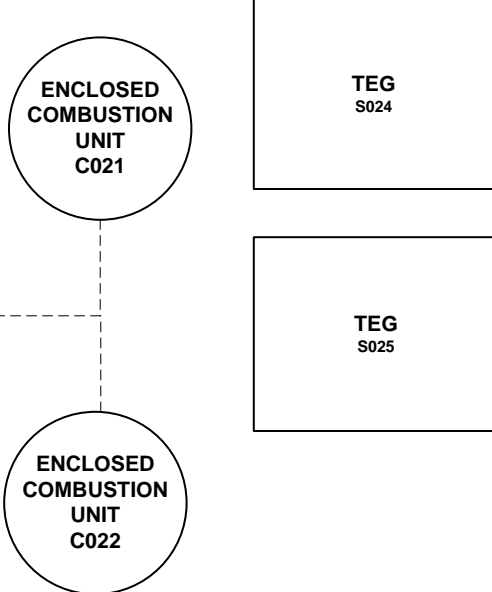 ENCLOSED
COMBUSTION
UNIT
C021
TEG
S024
TEG
S025
ENCLOSED
COMBUSTION
UNIT
C022